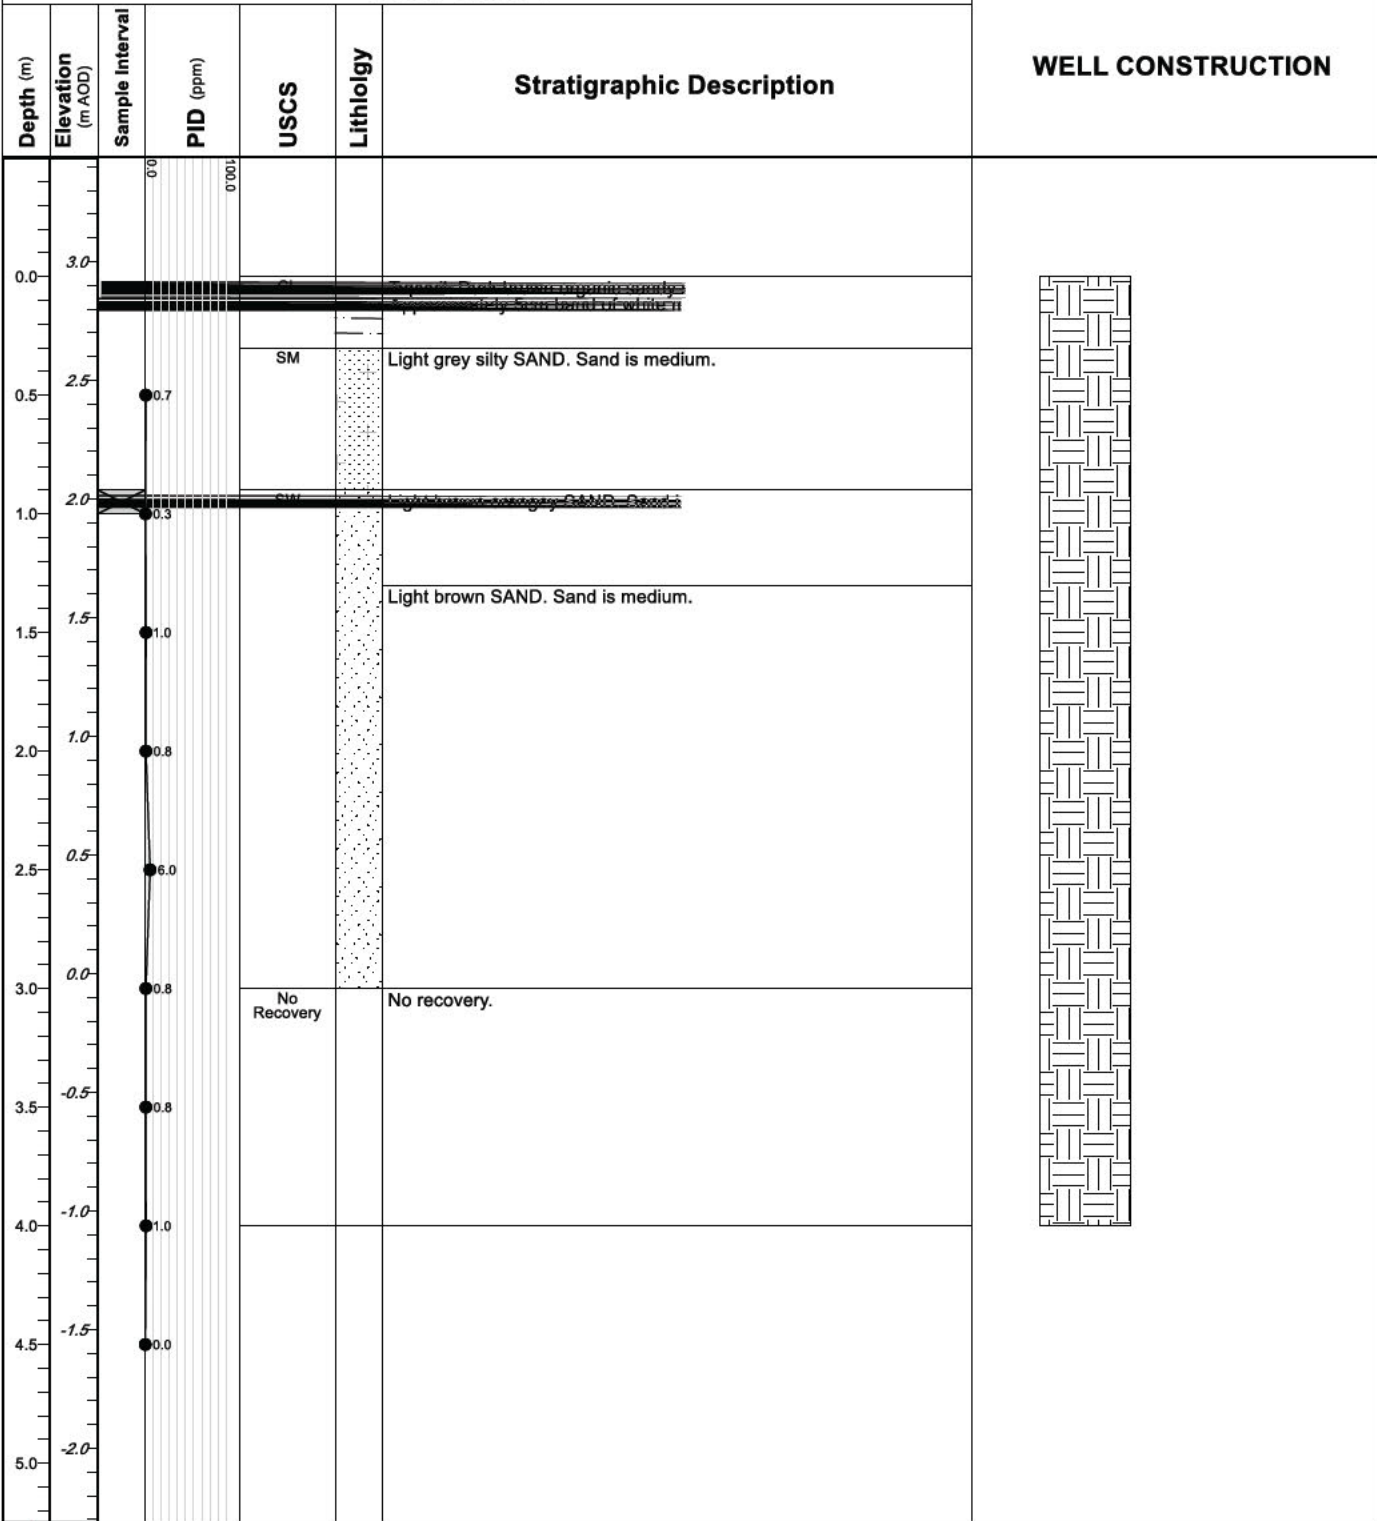 Depth (m)
Elevation
(m AOD)
Sample Interval
PID (ppm)
USCS
Lithlolgy
Stratigraphic Description
WELL CONSTRUCTION
0.0
100.0
3.0
0.0
SM
Light grey silty SAND. Sand is medium.
2.5
0.5
0.7
2.0
SW
SAND. Sand
1.0
0.3
Light brown SAND. Sand is medium.
1.5
1.5
1.0
1.0
2.0
0.8
0.5
2.5
6.0
0.0
3.0
0.8
No
Recovery
No recovery.
-0.5
3.5
0.8
-1.0
4.0
1.0
-1.5
4.5
0.0
-2.0
5.0